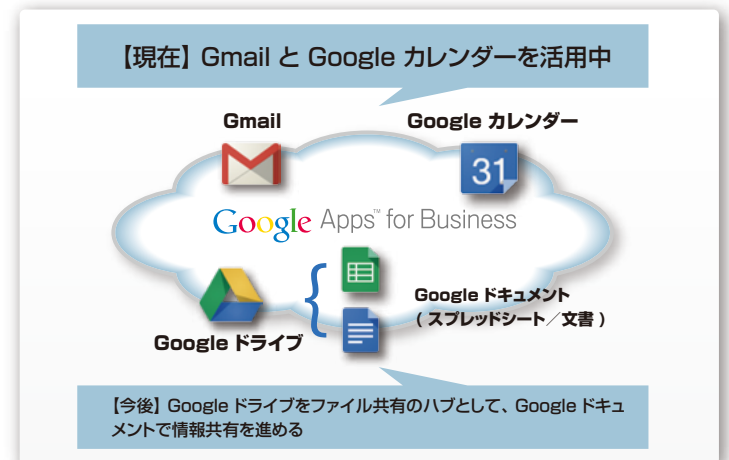 【現在】Gmail と Google カレンダーを活用中
Gmail
Google カレンダー
31
Google Apps™ for Business
Google ドライブ
Google ドキュメント
( スプレッドシート／文書 )
【今後】Google ドライブをファイル共有のハブとして、Google ドキュ
メントで情報共有を進める